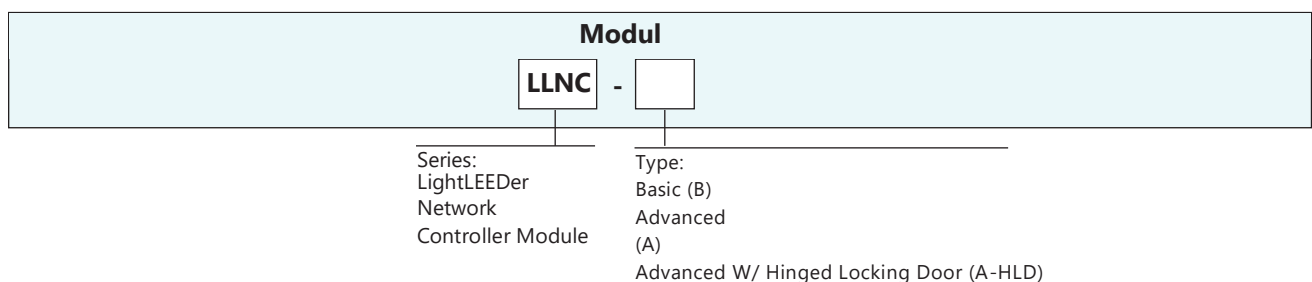 Modul
LLNC -
Series:
LightLEEDer
Network
Controller Module
Type:
Basic (B)
Advanced
(A)
Advanced W/ Hinged Locking Door (A-HLD)